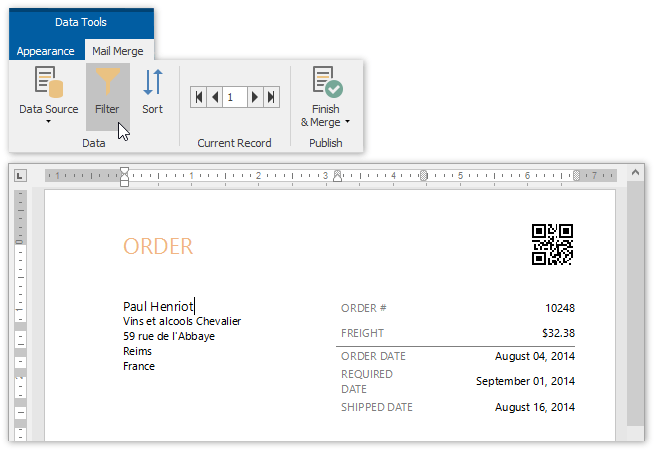 Data Tools
Appearance Mail Merge
Data Source Filter Sort 1 Finish
& Merge
Data Current Record Publish
L 1 1 2 3 4 5 6 7
ORDER
Paul Henriot
Vins et alcools Chevalier
59 rue de l'Abbaye
Reims
France
ORDER # 10248
FREIGHT $32.38
ORDER DATE August 04, 2014
REQUIRED
DATE September 01, 2014
SHIPPED DATE August 16, 2014